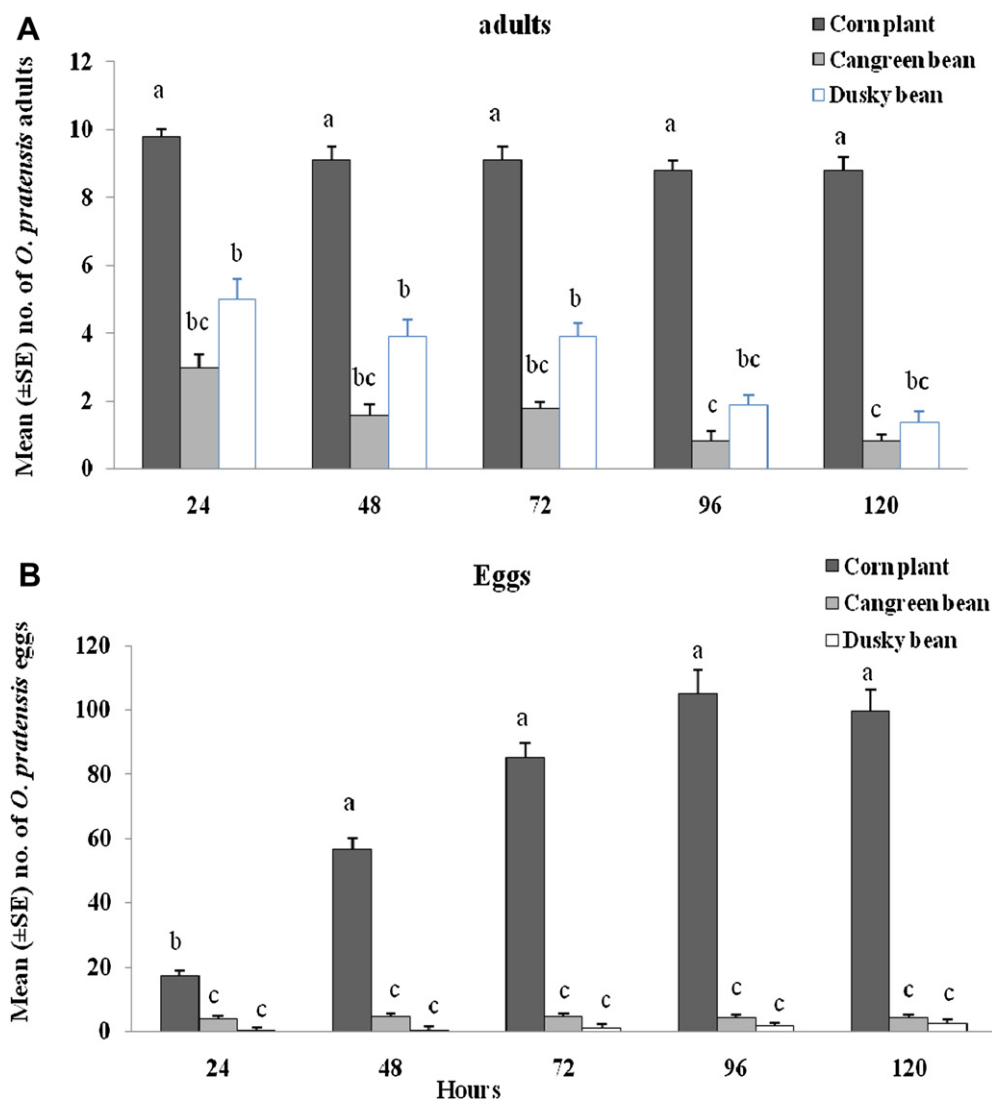 A
adults
Corn plant
Cangreen bean
Dusky bean
Mean (±SE) no. of O. pratensis adults
12
10
8
6
4
2
0
a
bc
b
a
bc
b
a
bc
b
a
c
bc
a
c
bc
24 48 72 96 120
B
Eggs
Corn plant
Cangreen bean
Dusky bean
Mean (±SE) no. of O. pratensis eggs
120
100
80
60
40
20
0
b
c
c
a
c
c
a
c
c
a
c
c
a
c
c
24 48 72 96 120
Hours